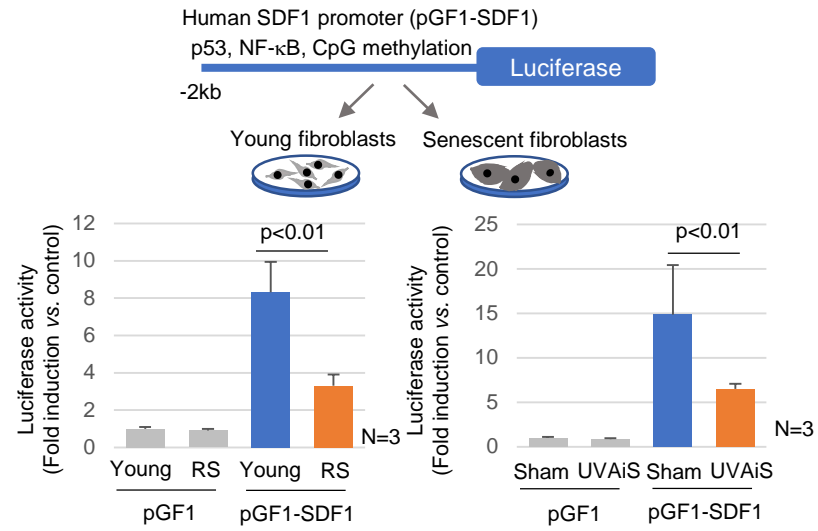 Human SDF1 promoter (pGF1-SDF1)
p53, NF-κB, CpG methylation
Luciferase
-2kb
Young fibroblasts
Senescent fibroblasts
Luciferase activity
(Fold induction vs. control)
12
10
8
6
4
2
0
p<0.01
N=3
Young RS Young RS
pGF1 pGF1-SDF1
Luciferase activity
(Fold induction vs. control)
25
20
15
10
5
0
p<0.01
N=3
Sham UVAiS Sham UVAiS
pGF1 pGF1-SDF1